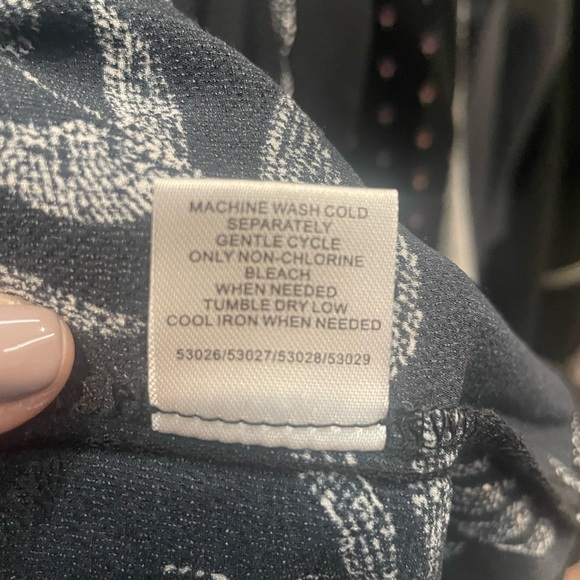 MACHINE WASH COLD
SEPARATELY
GENTLE CYCLE
ONLY NON-CHLORINE
BLEACH
WHEN NEEDED
TUMBLE DRY LOW
COOL IRON WHEN NEEDED
53026/53027/53028/53029